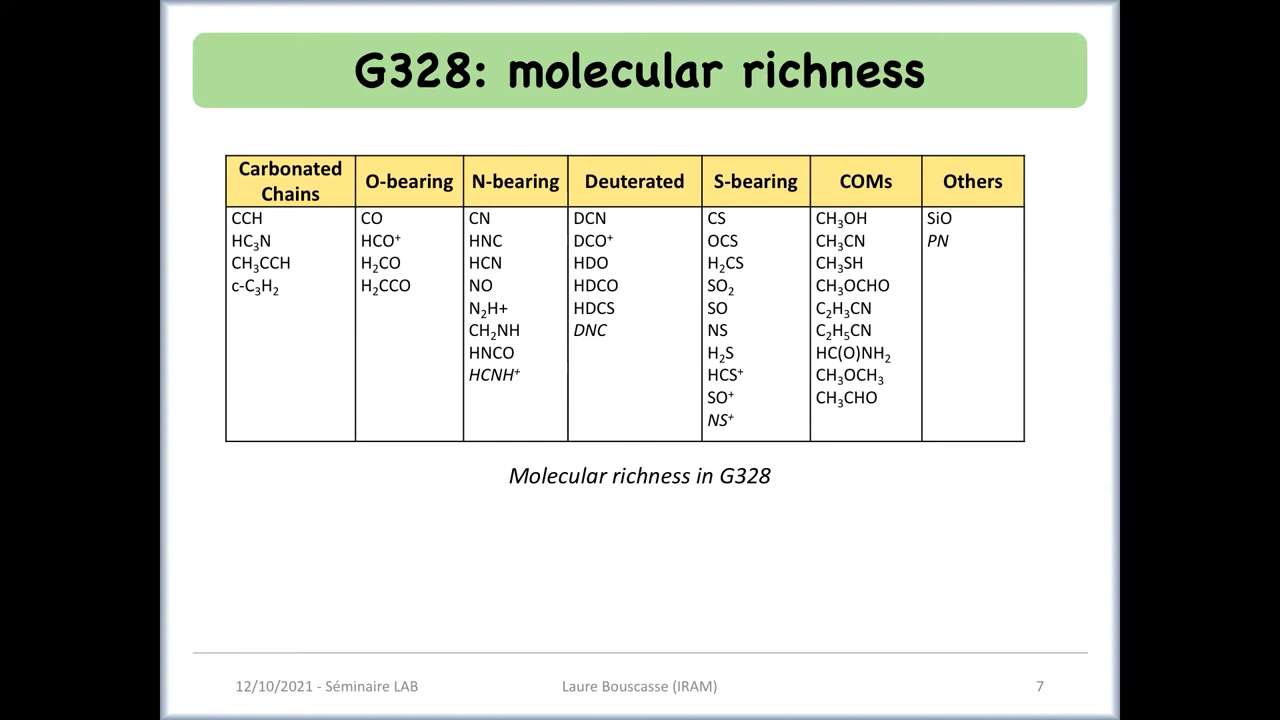 G328: molecular richness
Carbonated Chains | O-bearing | N-bearing | Deuterated | S-bearing | COMs | Others
CCH | CO | CN | DCN | CS | CH₃OH | SiO
HC₃N | HCO⁺ | HNC | DCO⁺ | OCS | CH₃CN | PN
CH₃CCH | H₂CO | HCN | HDO | H₂CS | CH₃SH
c-C₃H₂ | H₂CCO | NO | HDCO | SO₂ | CH₃OCHO
N₂H+ | HDCS | SO | C₂H₃CN
CH₂NH | DNC | NS | C₂H₅CN
HNCO | H₂S | HC(O)NH₂
HCNH⁺ | HCS⁺ | CH₃OCH₃
SO⁺ | CH₃CHO
NS⁺
Molecular richness in G328
12/10/2021 - Séminaire LAB
Laure Bouscasse (IRAM)
7